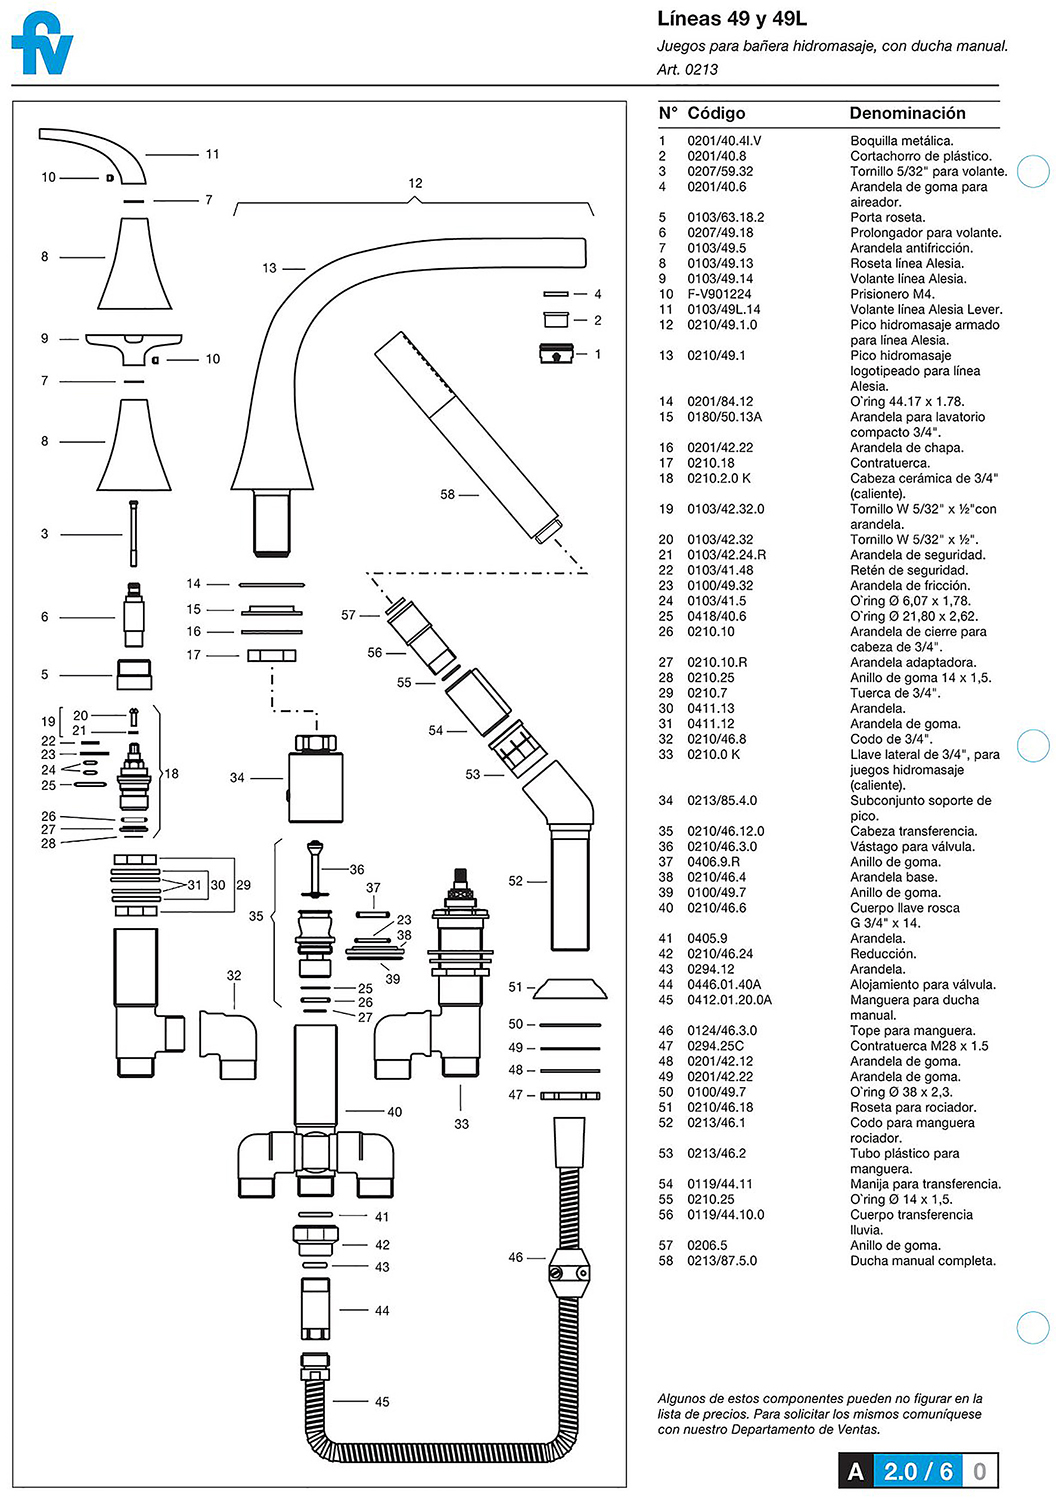 fv
Líneas 49 y 49L
Juegos para bañera hidromasaje, con ducha manual.
Art. 0213
N° Código Denominación
1 0201/40.4I.V Boquilla metálica.
2 0201/40.8 Cortachorro de plástico.
3 0207/59.32 Tornillo 5/32" para volante.
4 0201/40.6 Arandela de goma para
aireador.
5 0103/63.18.2 Porta roseta.
6 0207/49.18 Prolongador para volante.
7 0103/49.5 Arandela antifricción.
8 0103/49.13 Roseta línea Alesia.
9 0103/49.14 Volante línea Alesia.
10 F-V901224 Prisionero M4.
11 0103/49L.14 Volante línea Alesia Lever.
12 0210/49.1.0 Pico hidromasaje armado
para línea Alesia.
13 0210/49.1 Pico hidromasaje
logotipeado para línea
Alesia.
14 0201/84.12 O`ring 44.17 x 1.78.
15 0180/50.13A Arandela para lavatorio
compacto 3/4".
16 0201/42.22 Arandela de chapa.
17 0210.18 Contratuerca.
18 0210.2.0 K Cabeza cerámica de 3/4"
(caliente).
19 0103/42.32.0 Tornillo W 5/32" x ½"con
arandela.
20 0103/42.32 Tornillo W 5/32" x ½".
21 0103/42.24.R Arandela de seguridad.
22 0103/41.48 Retén de seguridad.
23 0100/49.32 Arandela de fricción.
24 0103/41.5 O`ring Ø 6,07 x 1,78.
25 0418/40.6 O`ring Ø 21,80 x 2,62.
26 0210.10 Arandela de cierre para
cabeza de 3/4".
27 0210.10.R Arandela adaptadora.
28 0210.25 Anillo de goma 14 x 1,5.
29 0210.7 Tuerca de 3/4".
30 0411.13 Arandela.
31 0411.12 Arandela de goma.
32 0210/46.8 Codo de 3/4".
33 0210.0 K Llave lateral de 3/4", para
juegos hidromasaje
(caliente).
34 0213/85.4.0 Subconjunto soporte de
pico.
35 0210/46.12.0 Cabeza transferencia.
36 0210/46.3.0 Vástago para válvula.
37 0406.9.R Anillo de goma.
38 0210/46.4 Arandela base.
39 0100/49.7 Anillo de goma.
40 0210/46.6 Cuerpo llave rosca
G 3/4" x 14.
41 0405.9 Arandela.
42 0210/46.24 Reducción.
43 0294.12 Arandela.
44 0446.01.40A Alojamiento para válvula.
45 0412.01.20.0A Manguera para ducha
manual.
46 0124/46.3.0 Tope para manguera.
47 0294.25C Contratuerca M28 x 1.5
48 0201/42.12 Arandela de goma.
49 0201/42.22 Arandela de goma.
50 0100/49.7 O`ring Ø 38 x 2,3.
51 0210/46.18 Roseta para rociador.
52 0213/46.1 Codo para manguera
rociador.
53 0213/46.2 Tubo plástico para
manguera.
54 0119/44.11 Manija para transferencia.
55 0210.25 O`ring Ø 14 x 1,5.
56 0119/44.10.0 Cuerpo transferencia
lluvia.
57 0206.5 Anillo de goma.
58 0213/87.5.0 Ducha manual completa.
11
10
7
12
8
13
4
2
9
10
1
7
8
58
3
14
15
57
6
16
56
17
5
55
20
19
21
54
22
23
18
24
53
34
25
26
27
28
36
31 30 29
37
52
35
23
38
39
32
25
51
26
27
50
49
48
47
40
33
41
42
46
43
44
45
Algunos de estos componentes pueden no figurar en la
lista de precios. Para solicitar los mismos comuníquese
con nuestro Departamento de Ventas.
A 2.0 / 6 0